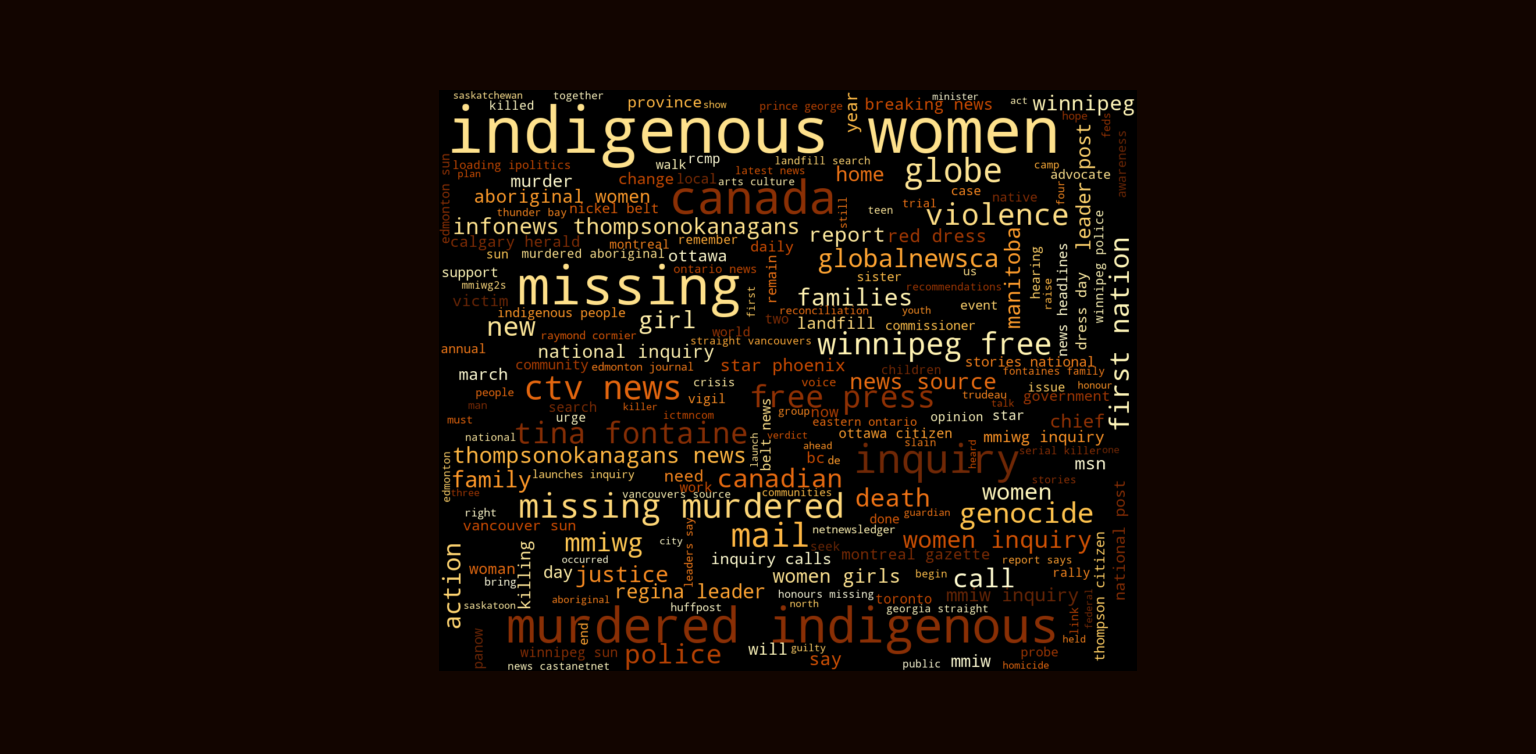 saskatchewan together province show prince george minister act winnipeg
killed year breaking news hope feds
indigenous women
leader post awareness
edmonton sun loading ipolitics walk rcmp landfill search globe camp advocate
plan murder change local latest news arts culture home case four native
aboriginal women canada trial violence
thunder bay nickel belt still teen
infonews thompsonokanagans report red dress manitoba winnipeg police
calgary herald montreal remember daily globalnewsca hearing news headlines dress day first nation
sun murdered aboriginal ottawa
support ontario news remain sister us raise
mmiwg2s missing recommendations
victim first families event
indigenous people girl two reconciliation youth
new world landfill commissioner
raymond cormier straight vancouvers winnipeg free
annual national inquiry stories national
community edmonton journal star phoenix children fontaines family
march ctv news crisis voice news source issue honour
people vigil free press trudeau government
man search killer group now talk
must urge ictmncom eastern ontario opinion star chief
national tina fontaine launch belt news verdict ottawa citizen slain mmiwg inquiry
thompsonokanagans news ahead bc de inquiry heard serial killer one
msn
edmonton family launches inquiry need canadian stories
three work vancouvers source communities death women
right missing murdered guardian genocide national post
vancouver sun leaders say mail done netnewsledger women inquiry
mmiwg city seek montreal gazette thompson citizen
action killing occurred inquiry calls report says
woman day justice women girls begin call rally
bring regina leader honours missing toronto mmiw inquiry federal
saskatoon aboriginal huffpost north georgia straight link
murdered indigenous
panow end held
winnipeg sun police will guilty say probe
news castanetnet public mmiw homicide